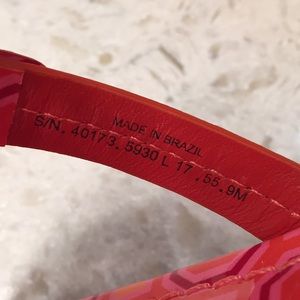 MADE IN BRAZIL
S/N. 40173. 5930 L 17 .55 .9M